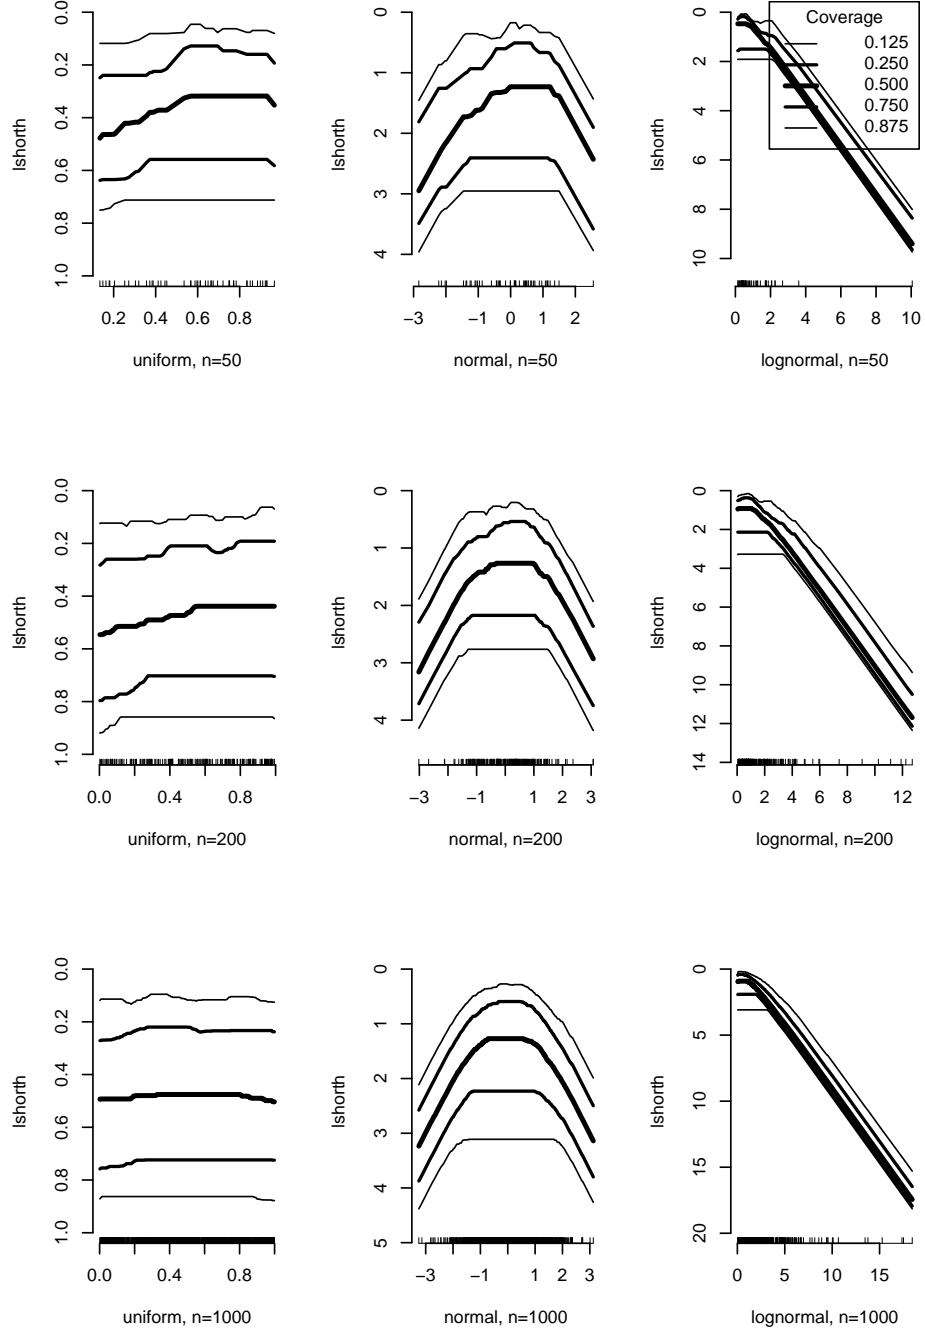 0.0
0.2
0.4
0.6
0.8
1.0
lshorth
0.2 0.4 0.6 0.8
uniform, n=50
0
1
2
3
4
lshorth
−3 −1 0 1 2
normal, n=50
0
2
4
6
8
10
lshorth
0 2 4 6 8 10
lognormal, n=50
Coverage
0.125
0.250
0.500
0.750
0.875
0.0
0.2
0.4
0.6
0.8
1.0
lshorth
0.0 0.4 0.8
uniform, n=200
0
1
2
3
4
lshorth
−3 −1 1 2 3
normal, n=200
0
2
4
6
8
10
12
14
lshorth
0 2 4 6 8 12
lognormal, n=200
0.0
0.2
0.4
0.6
0.8
1.0
lshorth
0.0 0.4 0.8
uniform, n=1000
0
1
2
3
4
5
lshorth
−3 −1 1 2 3
normal, n=1000
0
5
10
15
20
lshorth
0 5 10 15
lognormal, n=1000